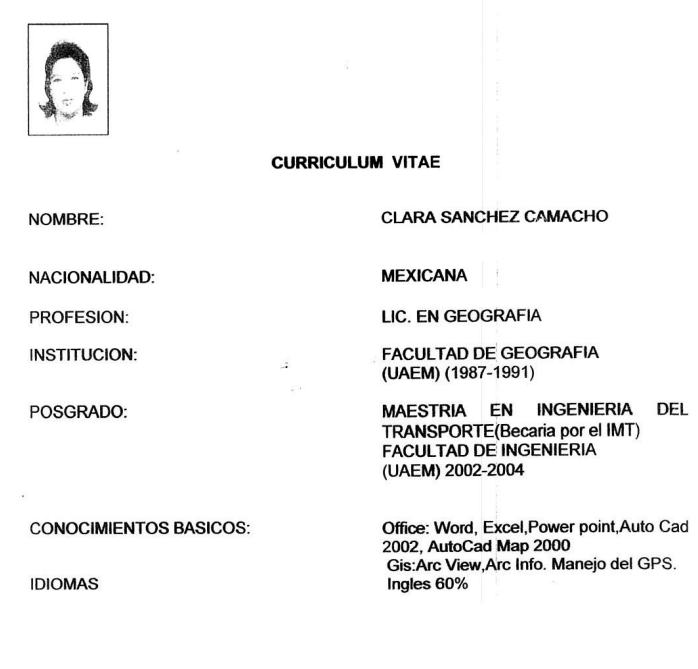 CURRICULUM VITAE
NOMBRE: CLARA SANCHEZ CAMACHO
NACIONALIDAD: MEXICANA
PROFESION: LIC. EN GEOGRAFIA
INSTITUCION: FACULTAD DE GEOGRAFIA
(UAEM) (1987-1991)
POSGRADO: MAESTRIA EN INGENIERIA DEL
TRANSPORTE(Becaria por el IMT)
FACULTAD DE INGENIERIA
(UAEM) 2002-2004
CONOCIMIENTOS BASICOS: Office: Word, Excel,Power point,Auto Cad
2002, AutoCad Map 2000
Gis:Arc View,Arc Info. Manejo del GPS.
IDIOMAS Ingles 60%